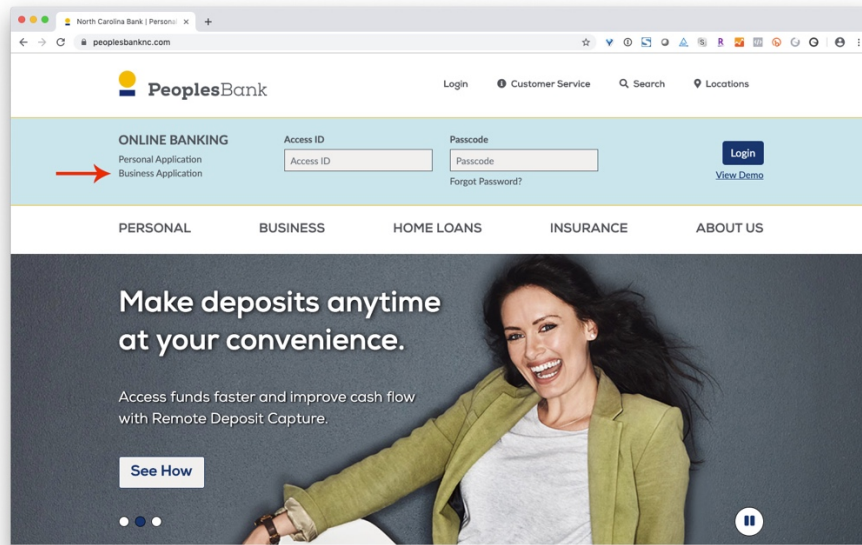 North Carolina Bank | Personal
peoplesbanknc.com
PeoplesBank
Login
Customer Service
Search
Locations
ONLINE BANKING
Personal Application
Business Application
Access ID
Access ID
Passcode
Passcode
Forgot Password?
Login
View Demo
PERSONAL
BUSINESS
HOME LOANS
INSURANCE
ABOUT US
Make deposits anytime
at your convenience.
Access funds faster and improve cash flow
with Remote Deposit Capture.
See How